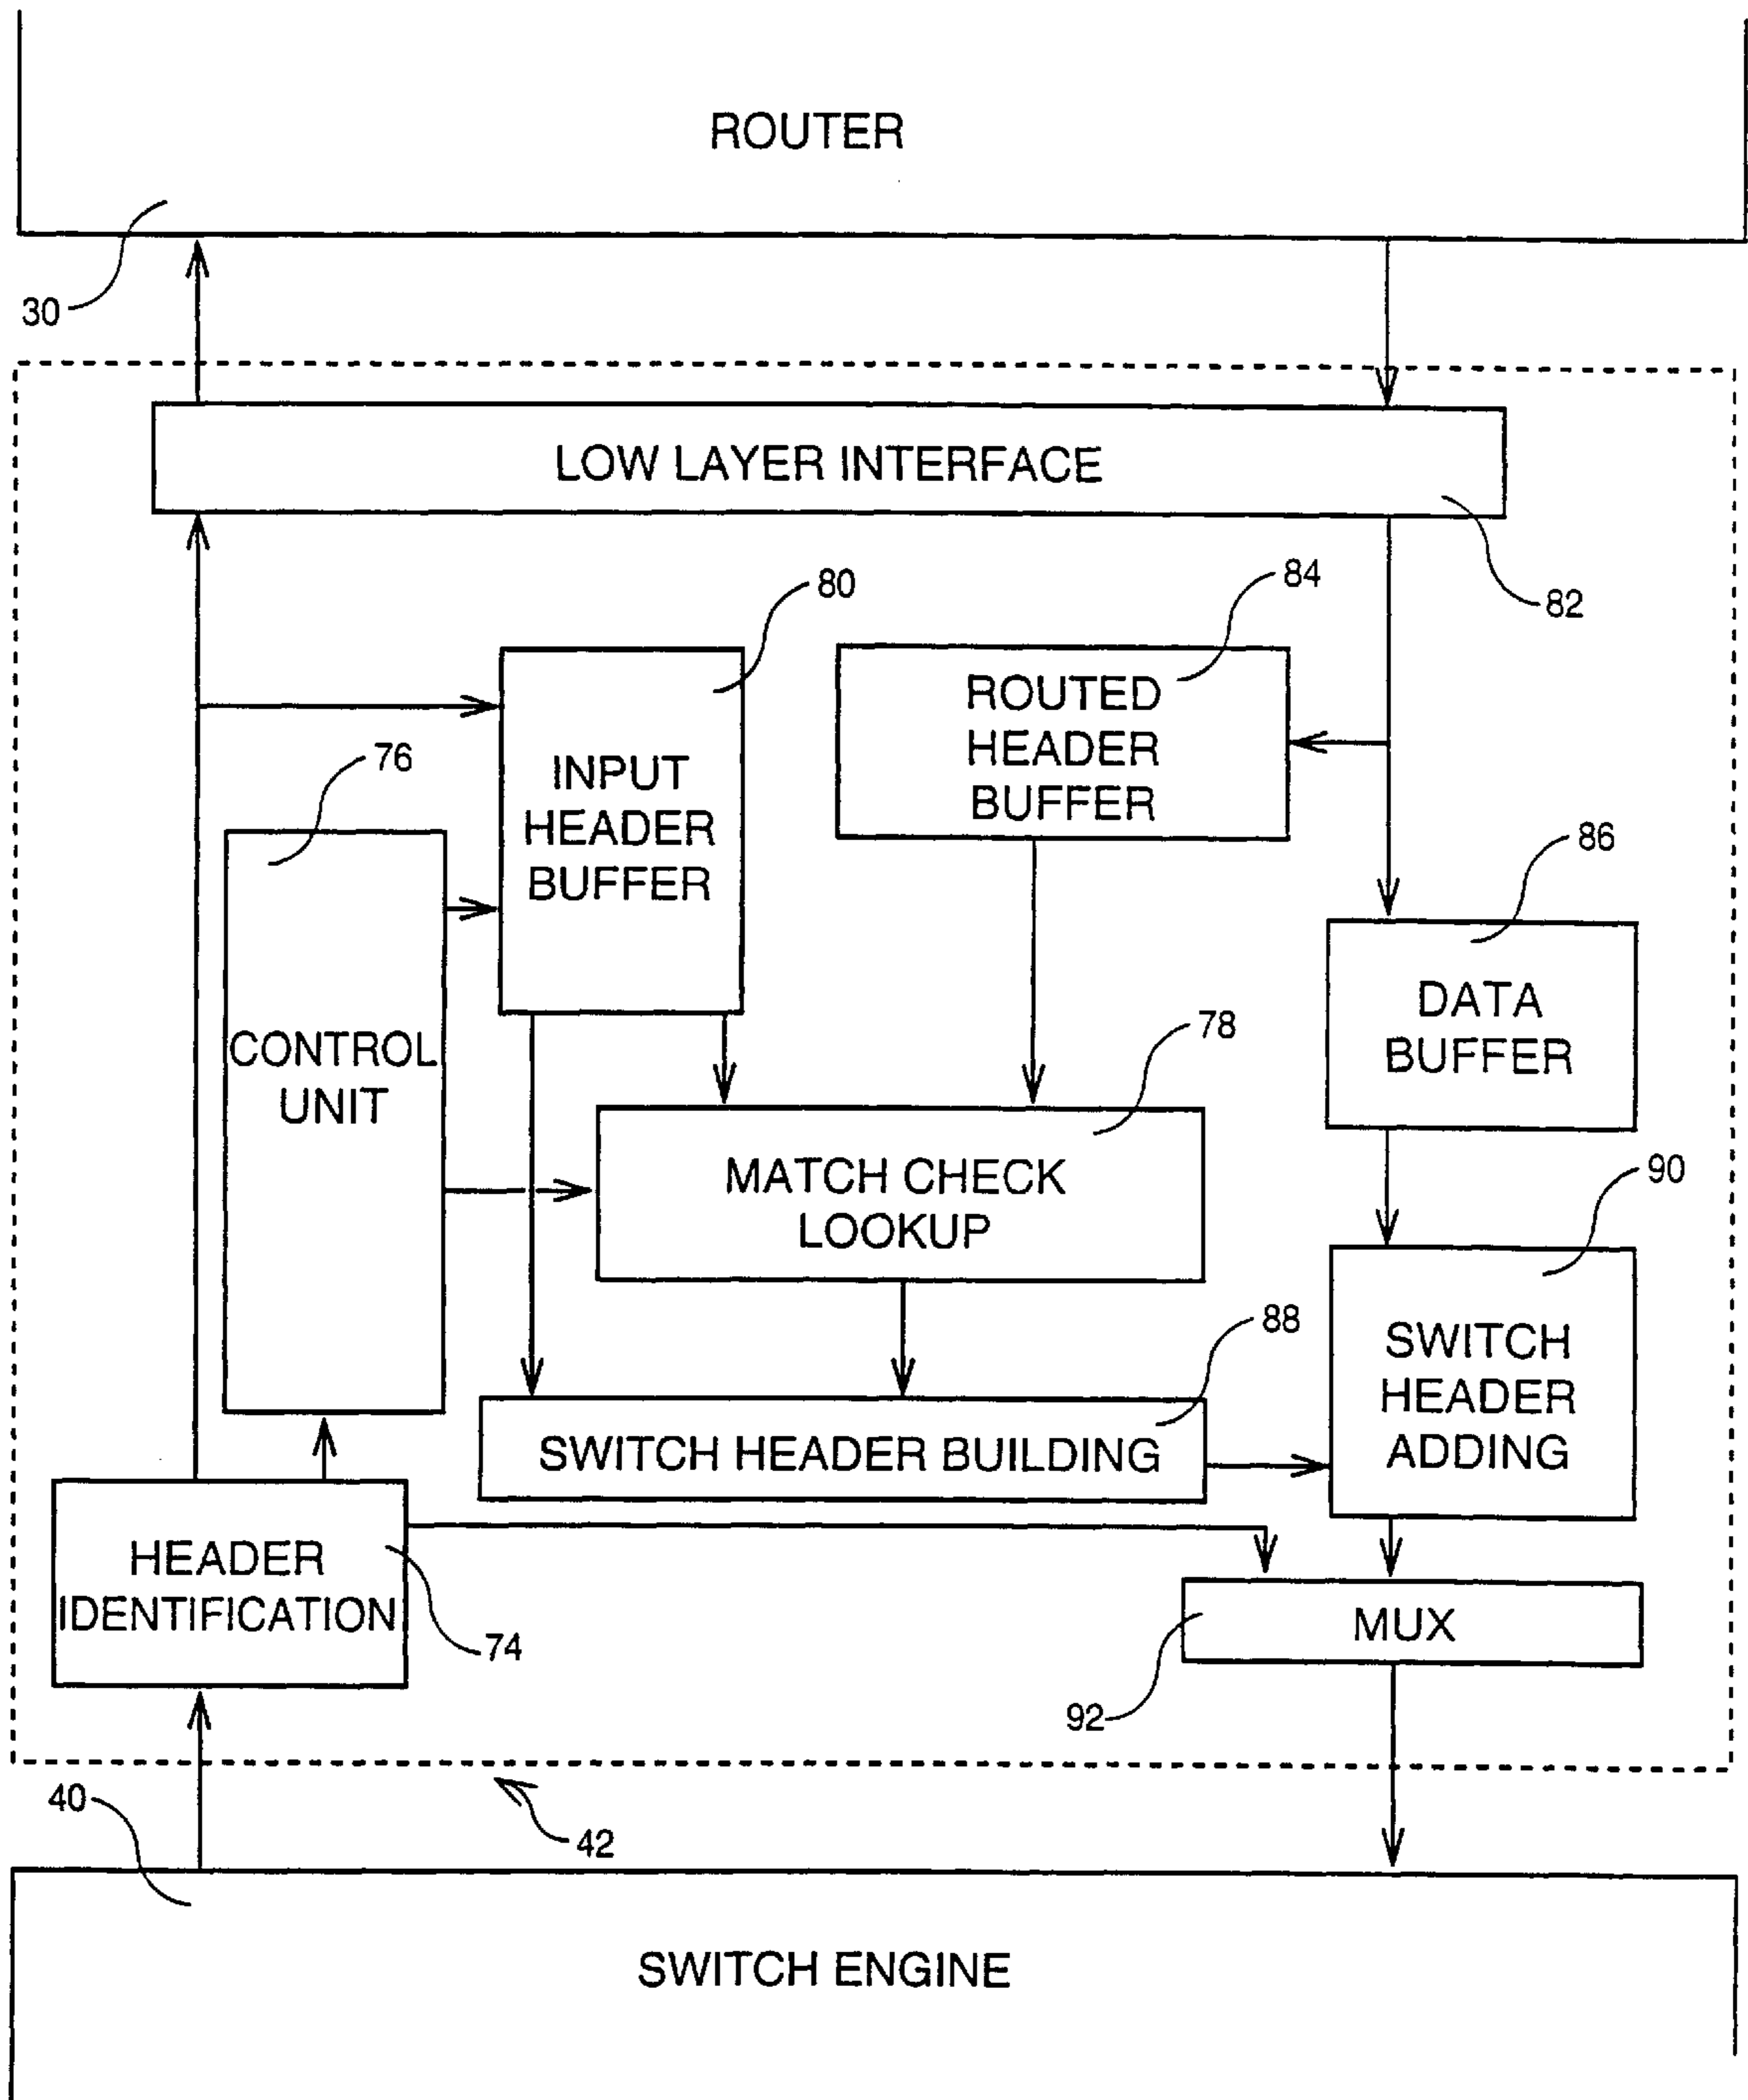 ROUTER
30
LOW LAYER INTERFACE
82
80
84
ROUTED
HEADER
BUFFER
76
INPUT
HEADER
BUFFER
86
DATA
BUFFER
CONTROL
UNIT
78
MATCH CHECK
LOOKUP
90
88
SWITCH
HEADER
ADDING
SWITCH HEADER BUILDING
HEADER
IDENTIFICATION
74
MUX
92
40
42
SWITCH ENGINE